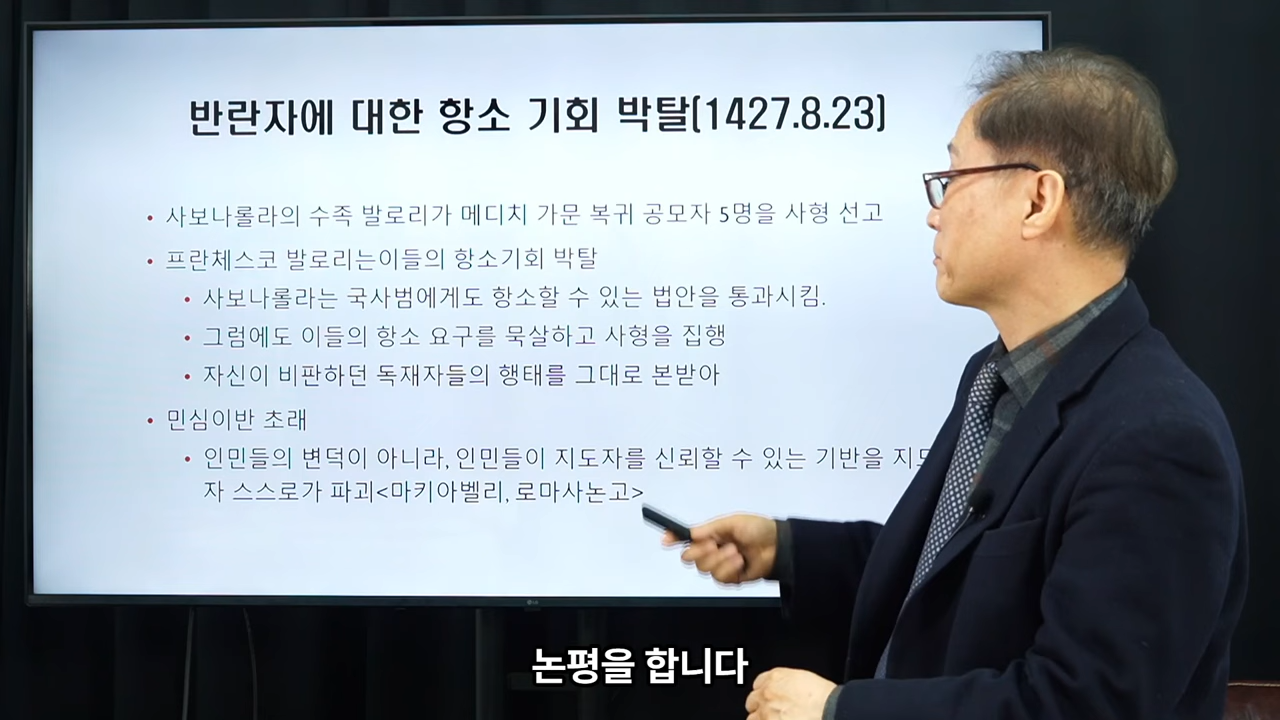 반란자에 대한 항소 기회 박탈(1427.8.23)
• 사보나롤라의 수족 발로리가 메디치 가문 복귀 공모자 5명을 사형 선고
• 프란체스코 발로리는이들의 항소기회 박탈
• 사보나롤라는 국사범에게도 항소할 수 있는 법안을 통과시킴.
• 그럼에도 이들의 항소 요구를 묵살하고 사형을 집행
• 자신이 비판하던 독재자들의 행태를 그대로 본받아
• 민심이반 초래
• 인민들의 변덕이 아니라, 인민들이 지도자를 신뢰할 수 있는 기반을
자 스스로가 파괴<마키아벨리, 로마사논고>
LG
논평을 합니다